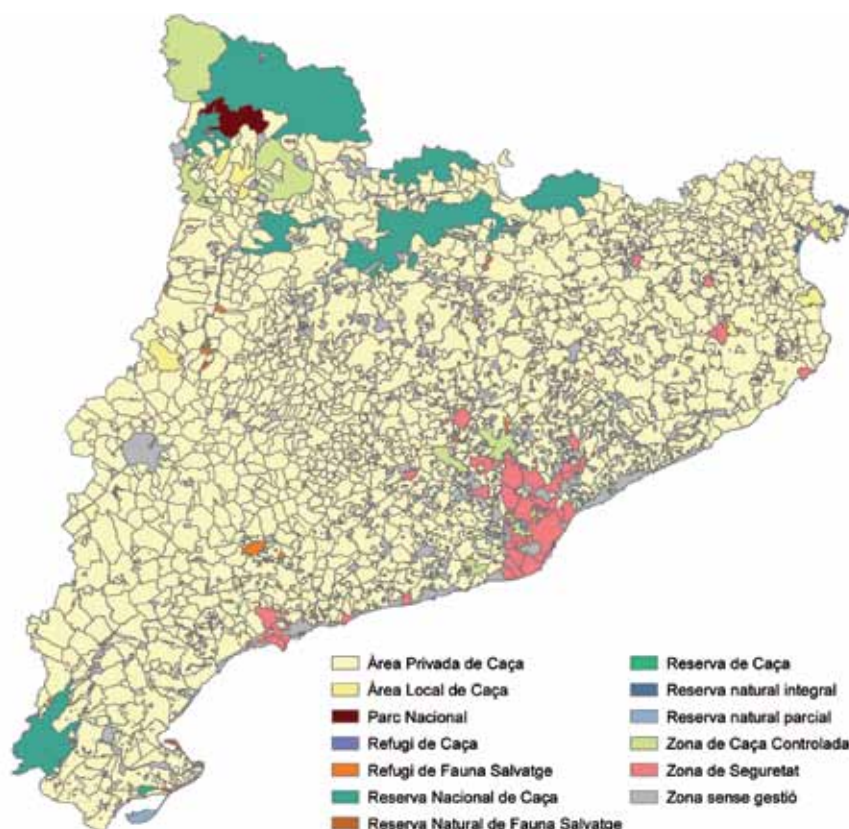 Àrea Privada de Caça
Àrea Local de Caça
Parc Nacional
Refugi de Caça
Refugi de Fauna Salvatge
Reserva Nacional de Caça
Reserva Natural de Fauna Salvatge
Reserva de Caça
Reserva natural integral
Reserva natural parcial
Zona de Caça Controlada
Zona de Seguretat
Zona sense gestió